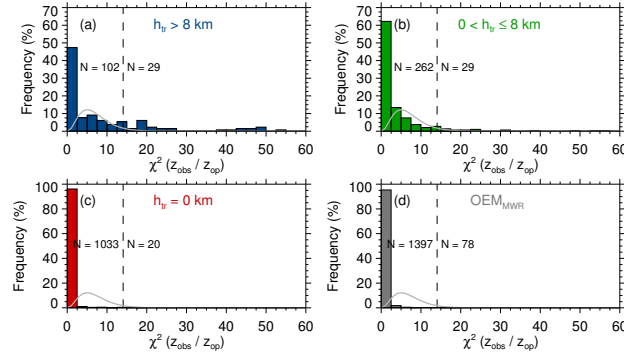 (a) h_tr > 8 km
(b) 0 < h_tr ≤ 8 km
70
60
50
40
30
20
10
0
Frequency (%)
N = 102 N = 29
0 10 20 30 40 50 60
χ² (z_obs / z_op)
70
60
50
40
30
20
10
0
Frequency (%)
N = 262 N = 29
0 10 20 30 40 50 60
χ² (z_obs / z_op)
(c) h_tr = 0 km
(d) OEM_MWR
100
80
60
40
20
0
Frequency (%)
N = 1033 N = 20
0 10 20 30 40 50 60
χ² (z_obs / z_op)
100
80
60
40
20
0
Frequency (%)
N = 1397 N = 78
0 10 20 30 40 50 60
χ² (z_obs / z_op)